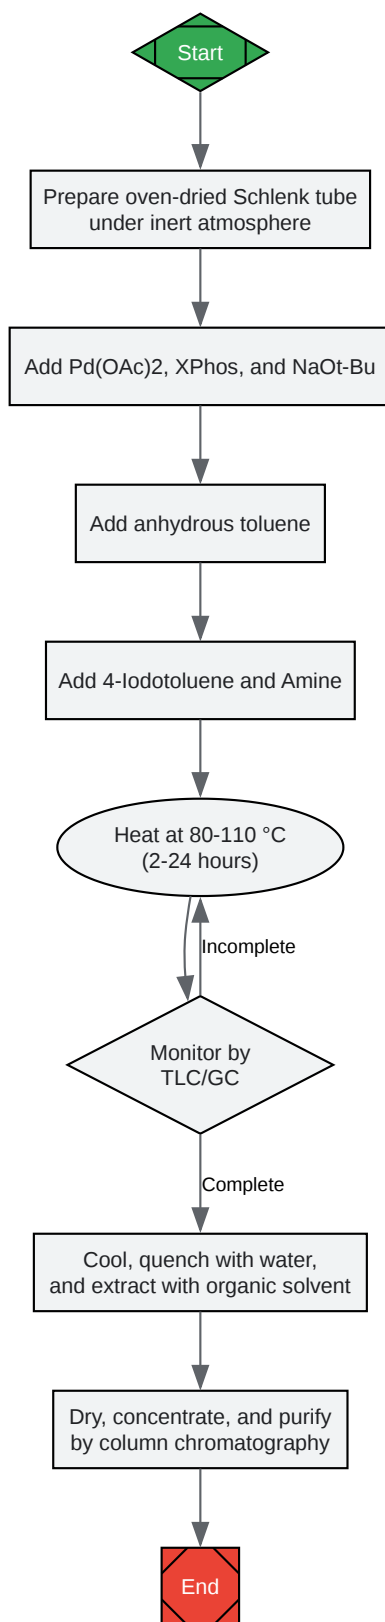 Start
Prepare oven-dried Schlenk tube
under inert atmosphere
Add Pd(OAc)2, XPhos, and NaOt-Bu
Add anhydrous toluene
Add 4-Iodotoluene and Amine
Heat at 80-110 °C
(2-24 hours)
Incomplete
Monitor by
TLC/GC
Complete
Cool, quench with water,
and extract with organic solvent
Dry, concentrate, and purify
by column chromatography
End